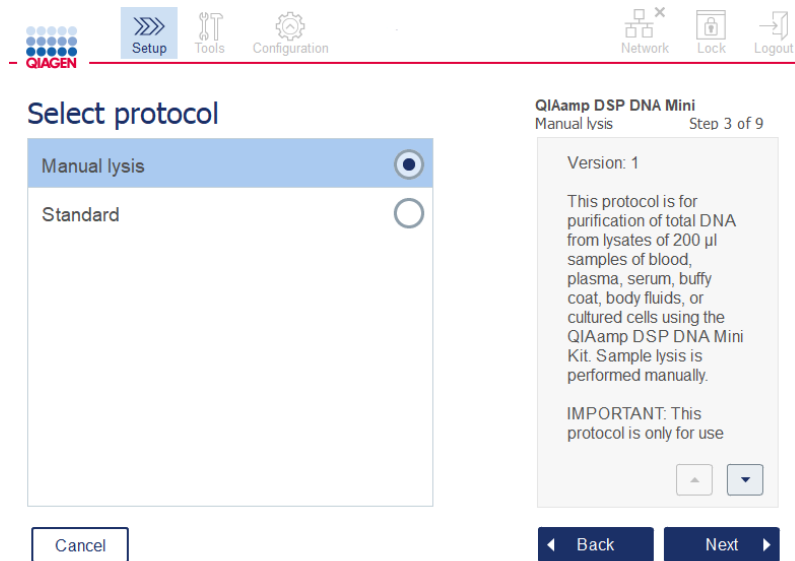 QIAGEN
Setup
Tools
Configuration
Network
Lock
Logout
Select protocol
Manual lysis
Standard
QIAamp DSP DNA Mini
Manual lysis Step 3 of 9
Version: 1
This protocol is for
purification of total DNA
from lysates of 200 µl
samples of blood,
plasma, serum, buffy
coat, body fluids, or
cultured cells using the
QIAamp DSP DNA Mini
Kit. Sample lysis is
performed manually.
IMPORTANT: This
protocol is only for use
Cancel
Back
Next